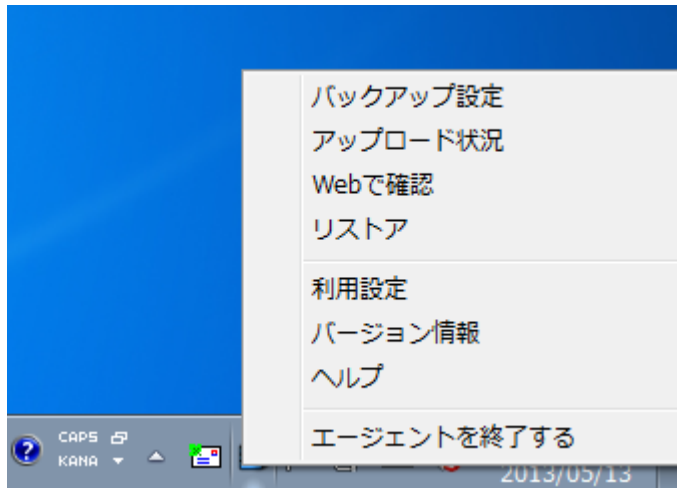 バックアップ設定
アップロード状況
Webで確認
リストア
利用設定
バージョン情報
ヘルプ
エージェントを終了する
CAPS
KANA
2013/05/13